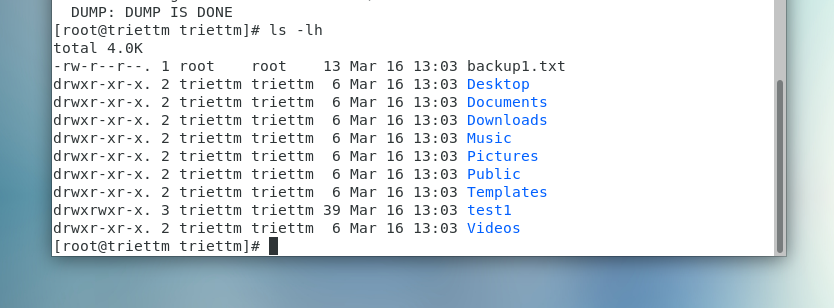 DUMP: DUMP IS DONE
[root@triettm triettm]# ls -lh
total 4.0K
-rw-r--r--. 1 root    root    13 Mar 16 13:03 backup1.txt
drwxr-xr-x. 2 triettm triettm  6 Mar 16 13:03 Desktop
drwxr-xr-x. 2 triettm triettm  6 Mar 16 13:03 Documents
drwxr-xr-x. 2 triettm triettm  6 Mar 16 13:03 Downloads
drwxr-xr-x. 2 triettm triettm  6 Mar 16 13:03 Music
drwxr-xr-x. 2 triettm triettm  6 Mar 16 13:03 Pictures
drwxr-xr-x. 2 triettm triettm  6 Mar 16 13:03 Public
drwxr-xr-x. 2 triettm triettm  6 Mar 16 13:03 Templates
drwxrwxr-x. 3 triettm triettm 39 Mar 16 13:03 test1
drwxr-xr-x. 2 triettm triettm  6 Mar 16 13:03 Videos
[root@triettm triettm]#